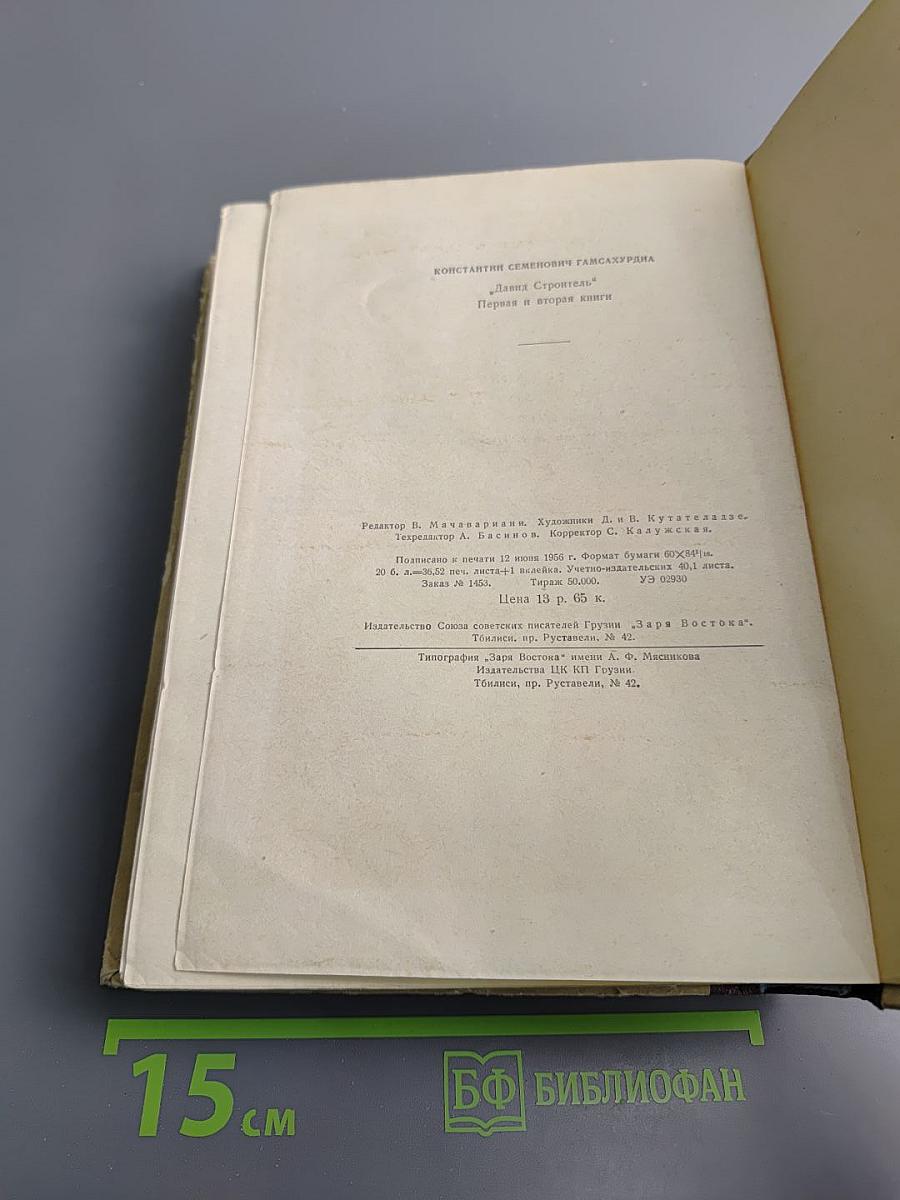 КОНСТАНТИН СЕМЕНОВИЧ ГАМСАХУРДИА
„Давид Строитель“
Первая и вторая книги
Редактор В. Мачавариани. Художники Д. и В. Кутателадзе.
Техредактор А. Басинов. Корректор С. Калужская.
Подписано к печати 12 июня 1956 г. Формат бумаги 60×84¹/₁₆.
20 б. л.=36,52 печ. листа+1 вклейка. Учетно-издательских 40,1 листа.
Заказ № 1453. Тираж 50.000. УЭ 02930
Цена 13 р. 65 к.
Издательство Союза советских писателей Грузии „Заря Востока“.
Тбилиси, пр. Руставели, № 42.
Типография „Заря Востока“ имени А. Ф. Мясникова
Издательства ЦК КП Грузии.
Тбилиси, пр. Руставели, № 42.
15 см
БФ БИБЛИОФАН